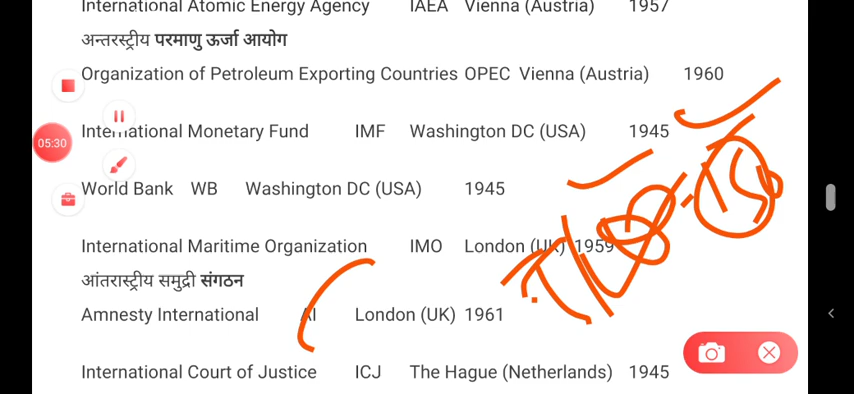 International Atomic Energy Agency IAEA Vienna (Austria) 1957
अन्तरस्ट्रीय परमाणु ऊर्जा आयोग
Organization of Petroleum Exporting Countries OPEC Vienna (Austria) 1960
05:30
International Monetary Fund IMF Washington DC (USA) 1945
World Bank WB Washington DC (USA) 1945
International Maritime Organization IMO London (UK) 1959
आंतरास्ट्रीय समुद्री संगठन
Amnesty International AI London (UK) 1961
International Court of Justice ICJ The Hague (Netherlands) 1945